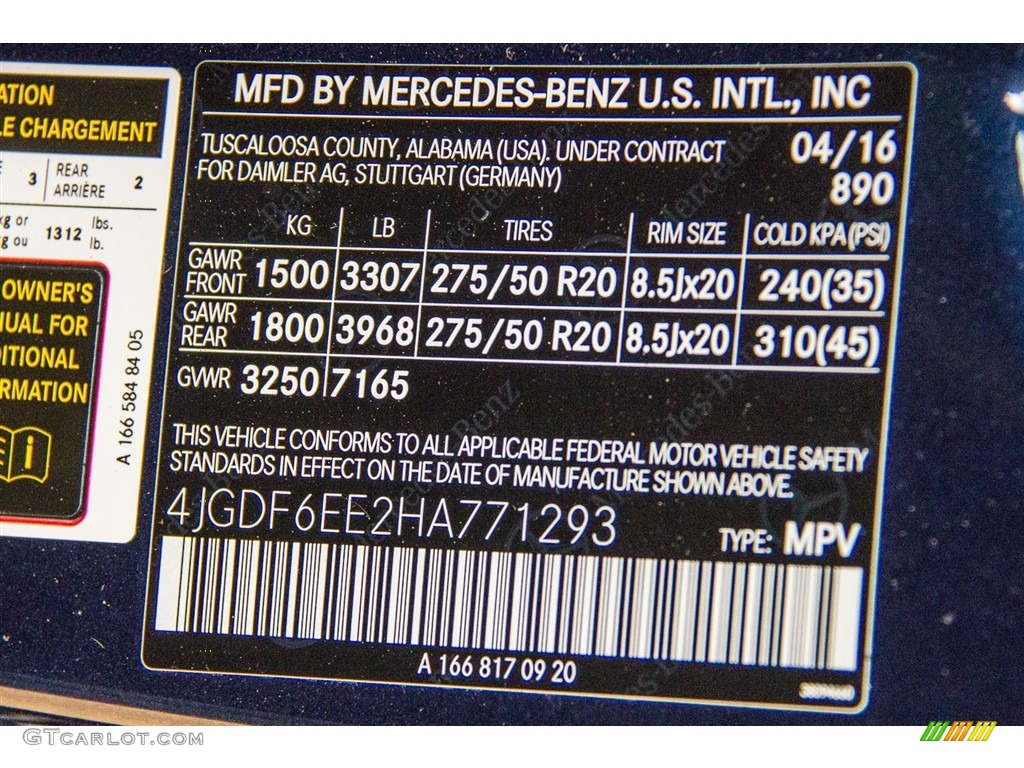 ATION
LE CHARGEMENT
3 REAR ARRIÈRE 2
kg or 1312 lbs.
kg ou lb.
OWNER'S
UAL FOR
ITIONAL
RMATION
A 166 584 84 05
MFD BY MERCEDES-BENZ U.S. INTL., INC
TUSCALOOSA COUNTY, ALABAMA (USA). UNDER CONTRACT 04/16
FOR DAIMLER AG, STUTTGART (GERMANY) 890
KG LB TIRES RIM SIZE COLD KPA(PSI)
GAWR FRONT 1500 3307 275/50 R20 8.5Jx20 240(35)
GAWR REAR 1800 3968 275/50 R20 8.5Jx20 310(45)
GVWR 3250 7165
THIS VEHICLE CONFORMS TO ALL APPLICABLE FEDERAL MOTOR VEHICLE SAFETY
STANDARDS IN EFFECT ON THE DATE OF MANUFACTURE SHOWN ABOVE.
4JGDF6EE2HA771293
TYPE: MPV
A 166 817 09 20
GTcarlot.com